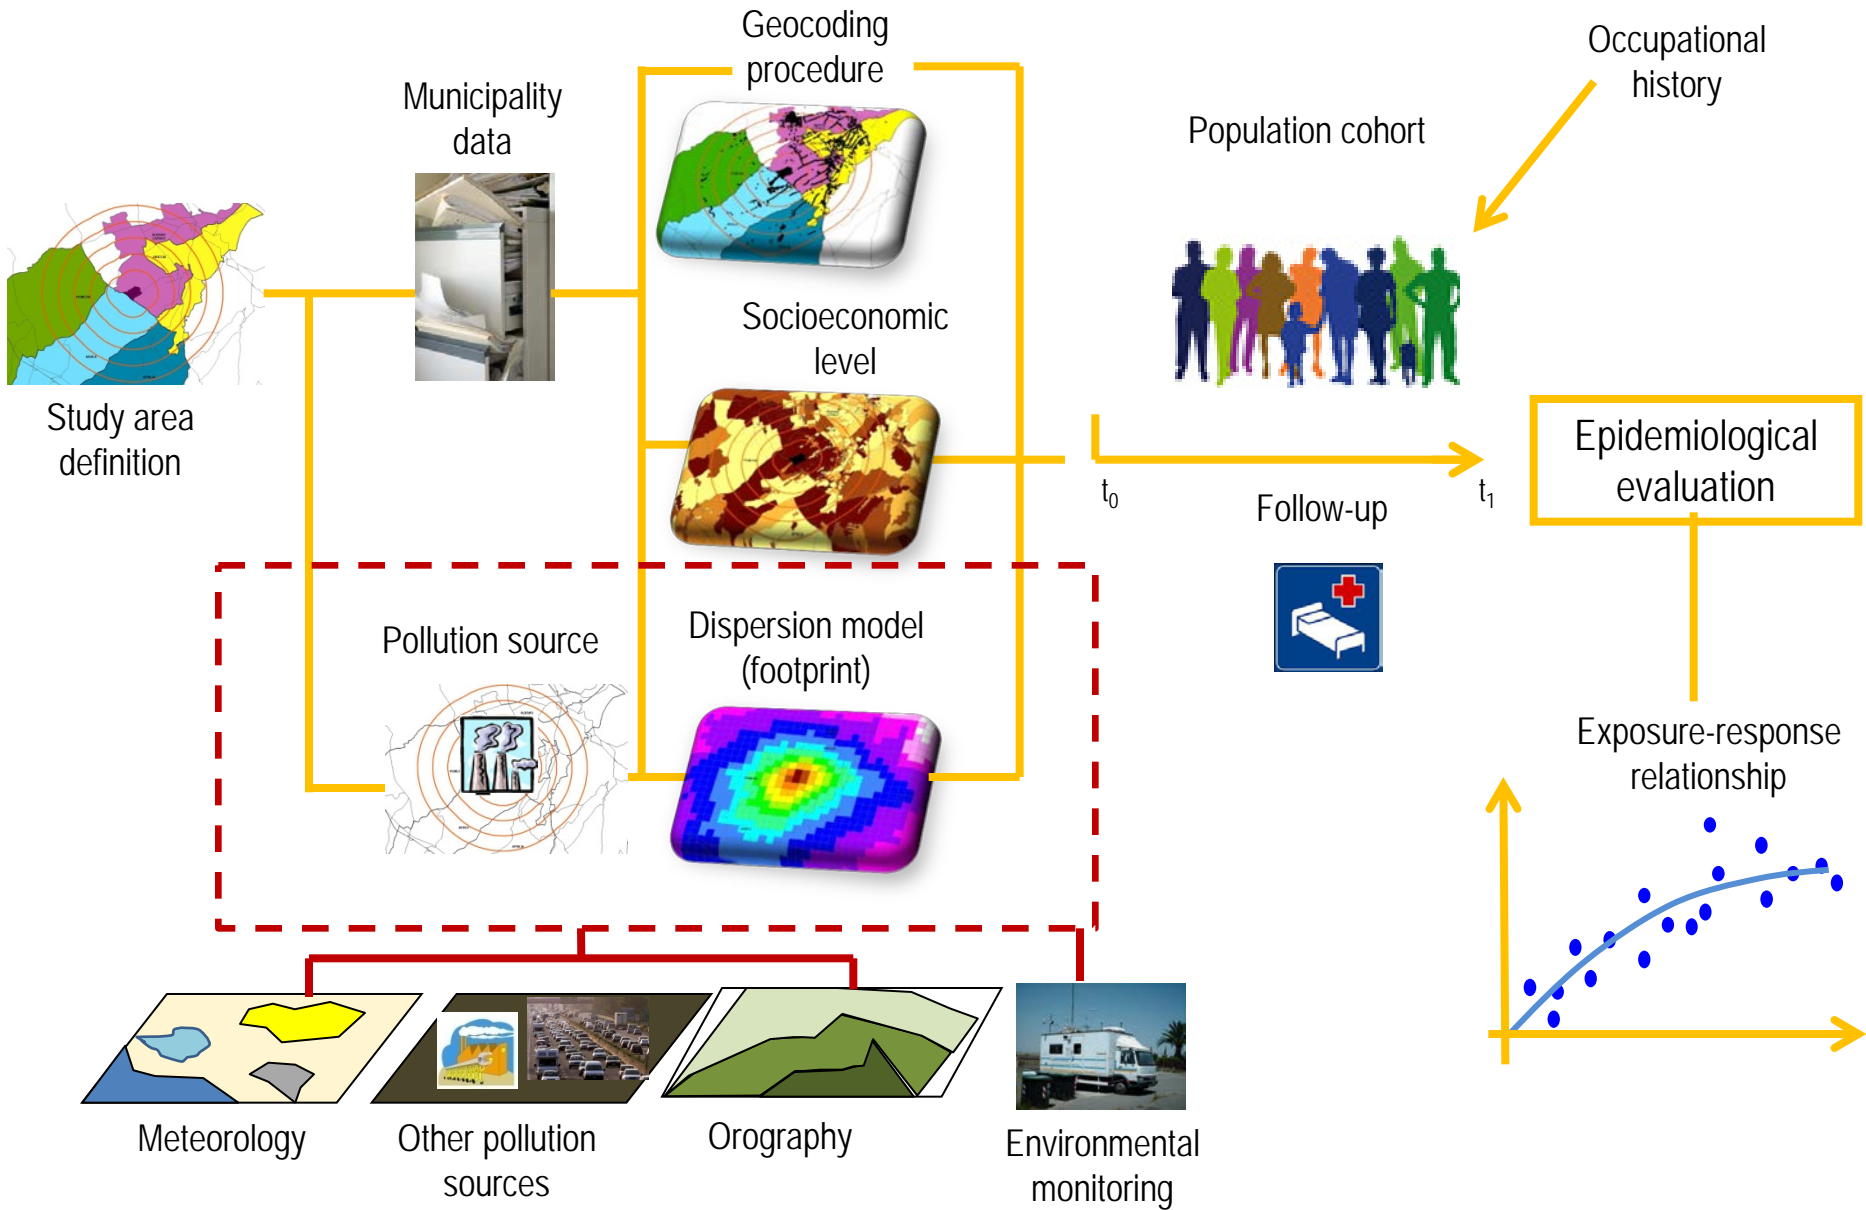 Geocoding
procedure
Occupational
history
Municipality
data
Population cohort
Socioeconomic
level
Study area
definition
Epidemiological
evaluation
t0
t1
Follow-up
Pollution source
Dispersion model
(footprint)
Exposure-response
relationship
Meteorology
Other pollution
sources
Orography
Environmental
monitoring